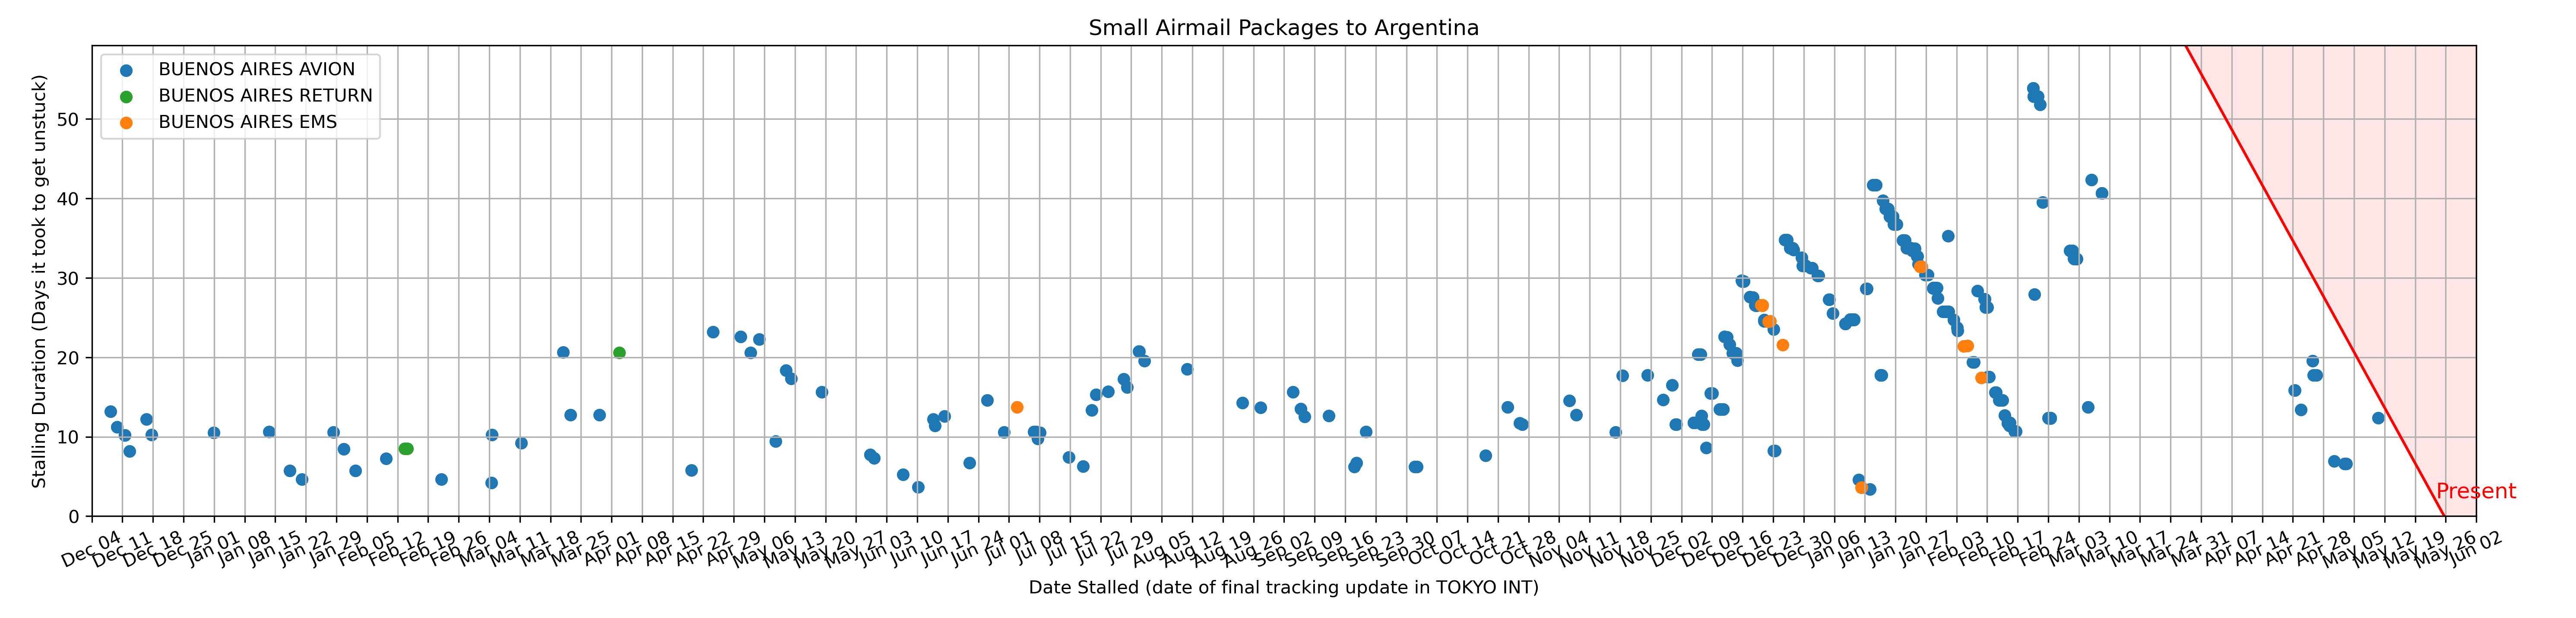 Small Airmail Packages to Argentina
BUENOS AIRES AVION
BUENOS AIRES RETURN
BUENOS AIRES EMS
Stalling Duration (Days it took to get unstuck)
50
40
30
20
10
0
Present
Dec 04
Dec 11
Dec 18
Dec 25
Jan 01
Jan 08
Jan 15
Jan 22
Jan 29
Feb 05
Feb 12
Feb 19
Feb 26
Mar 04
Mar 11
Mar 18
Mar 25
Apr 01
Apr 08
Apr 15
Apr 22
Apr 29
May 06
May 13
May 20
May 27
Jun 03
Jun 10
Jun 17
Jun 24
Jul 01
Jul 08
Jul 15
Jul 22
Jul 29
Aug 05
Aug 12
Aug 19
Aug 26
Sep 02
Sep 09
Sep 16
Sep 23
Sep 30
Oct 07
Oct 14
Oct 21
Oct 28
Nov 04
Nov 11
Nov 18
Nov 25
Dec 02
Dec 09
Dec 16
Dec 23
Dec 30
Jan 06
Jan 13
Jan 20
Jan 27
Feb 03
Feb 10
Feb 17
Feb 24
Mar 03
Mar 10
Mar 17
Mar 24
Mar 31
Apr 07
Apr 14
Apr 21
Apr 28
May 05
May 12
May 19
May 26
Jun 02
Date Stalled (date of final tracking update in TOKYO INT)